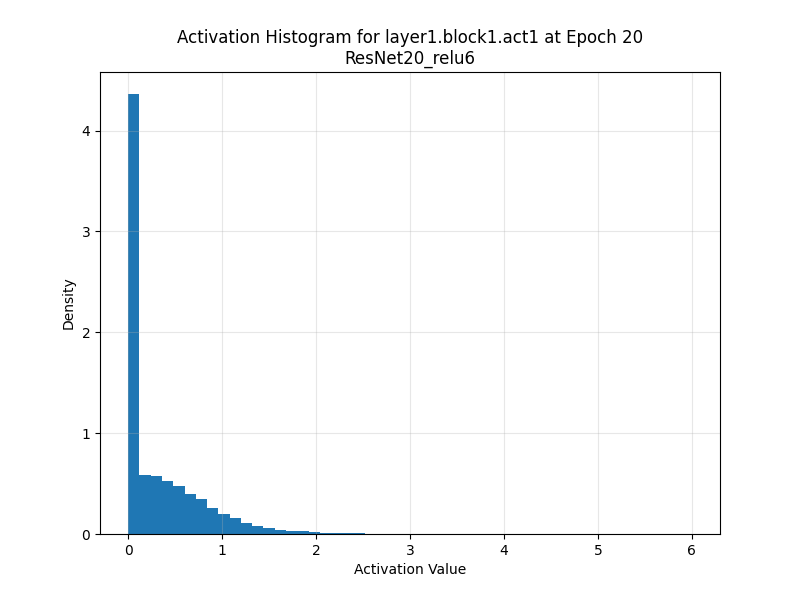 Activation Histogram for layer1.block1.act1 at Epoch 20
ResNet20_relu6
4
3
2
1
0
Density
0 1 2 3 4 5 6
Activation Value